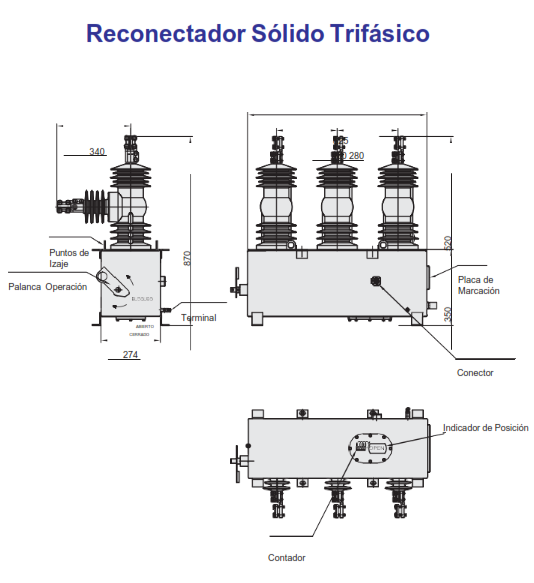 Reconectador Sólido Trifásico
340
280
Puntos de
Izaje
870
520
Palanca Operación
Placa de
Marcación
Terminal
350
ABIERTO
CERRADO
274
Conector
Indicador de Posición
OPEN
Contador